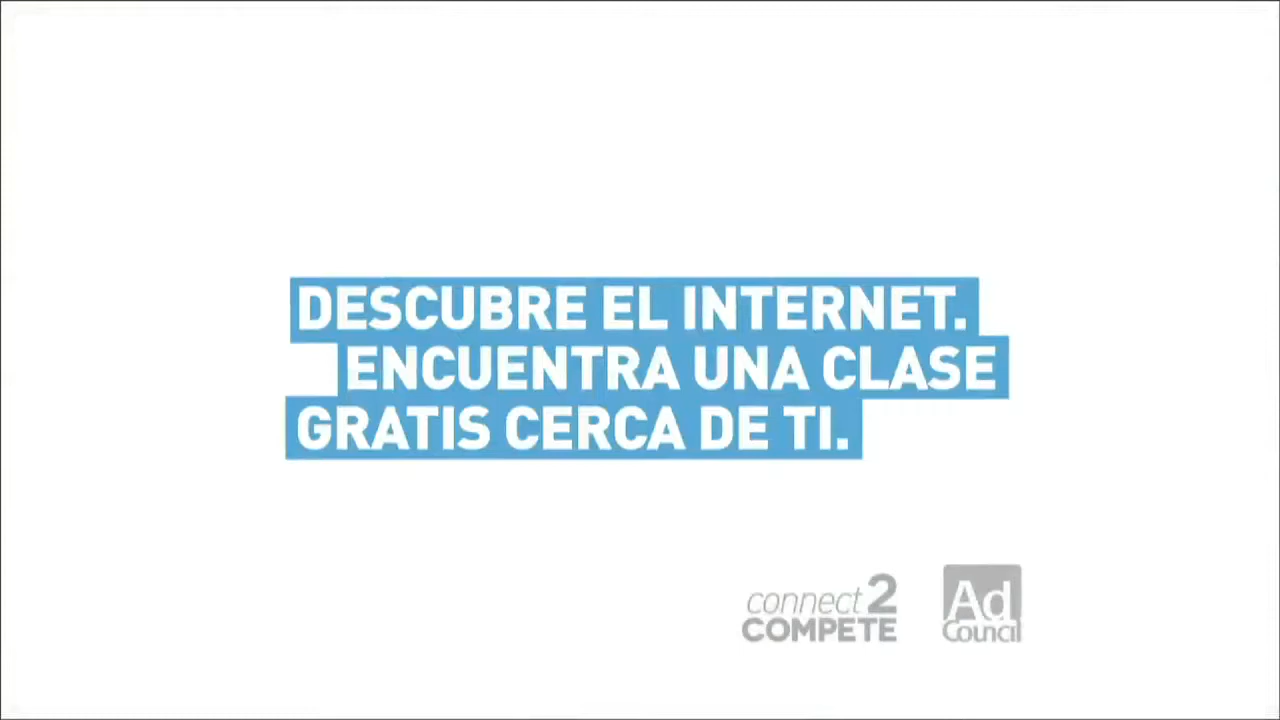 DESCUBRE EL INTERNET.
ENCUENTRA UNA CLASE
GRATIS CERCA DE TI.
connect2
COMPETE
Ad
Council